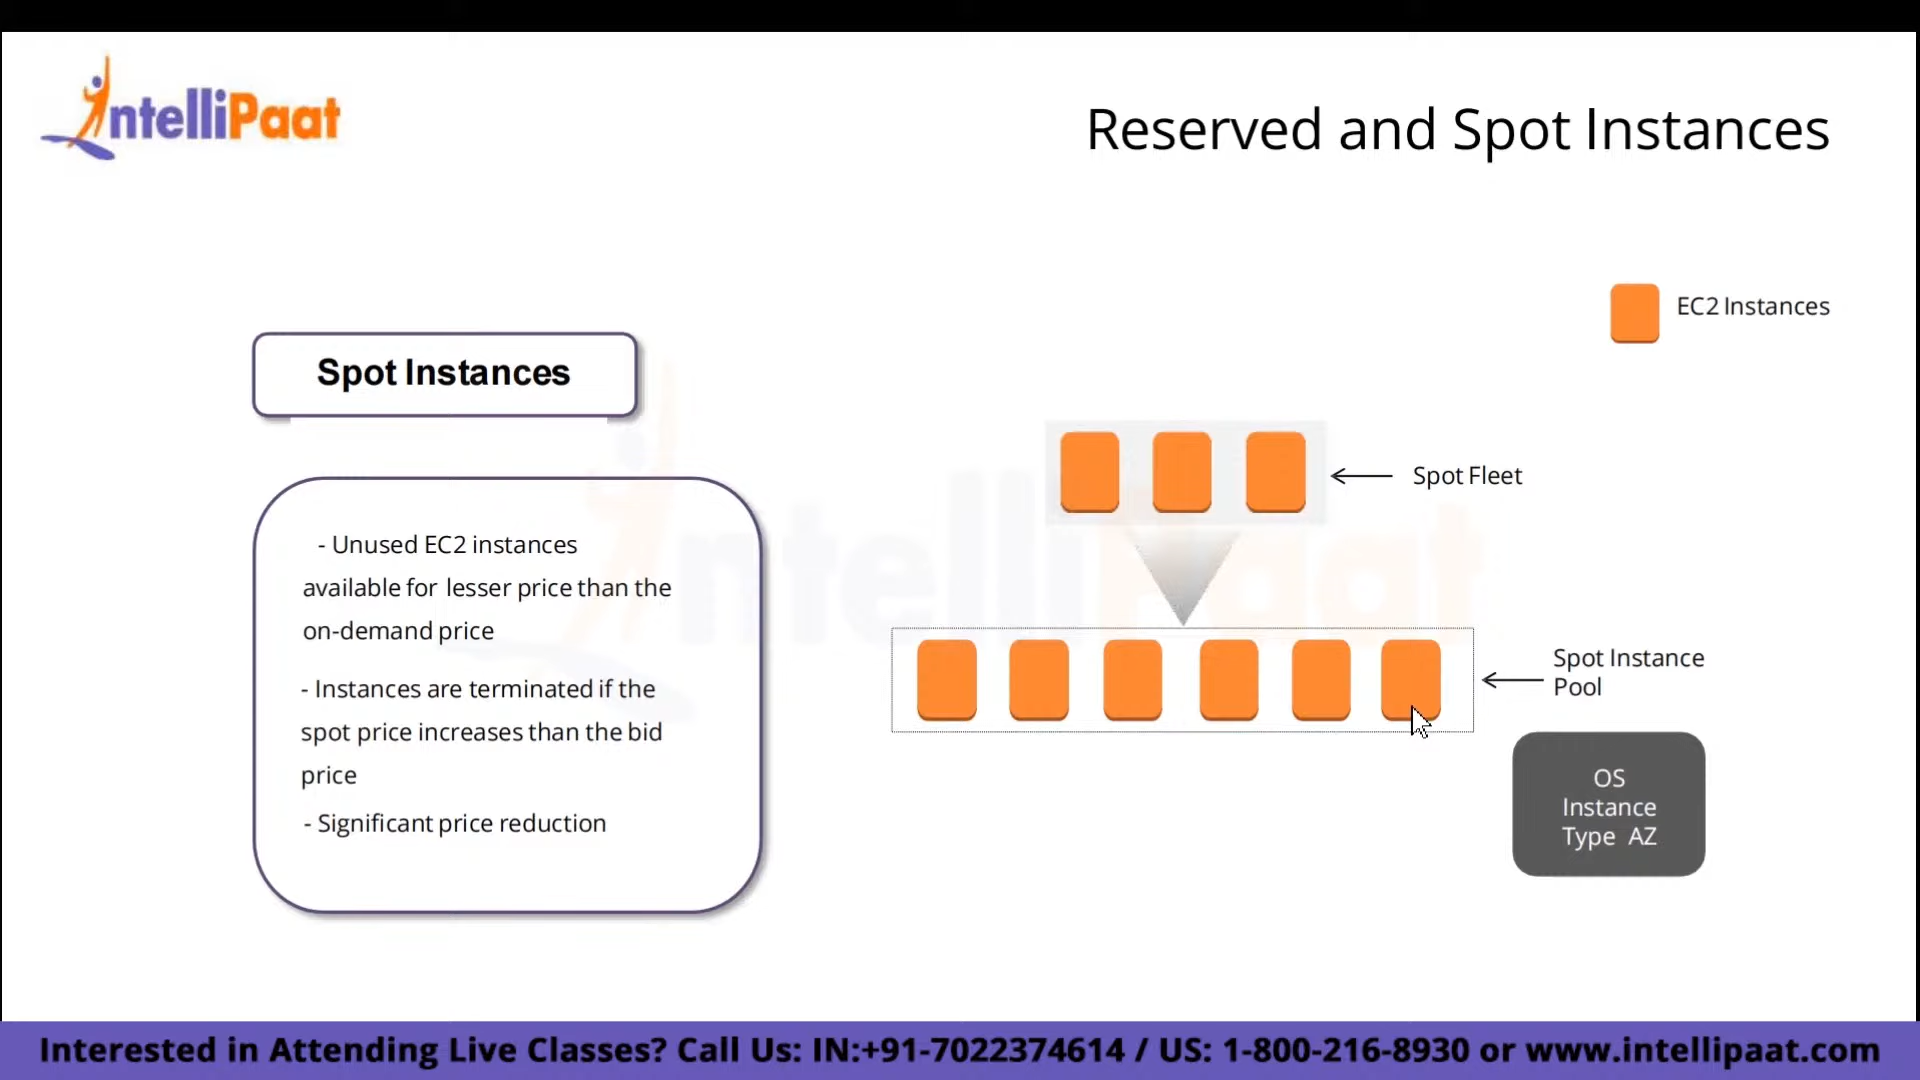 IntelliPaat
Reserved and Spot Instances
EC2 Instances
Spot Instances
- Unused EC2 instances
available for lesser price than the
on-demand price
- Instances are terminated if the
spot price increases than the bid
price
- Significant price reduction
Spot Fleet
Spot Instance
Pool
OS
Instance
Type AZ
IntelliPaat
Interested in Attending Live Classes? Call Us: IN:+91-7022374614 / US: 1-800-216-8930 or www.intellipaat.com